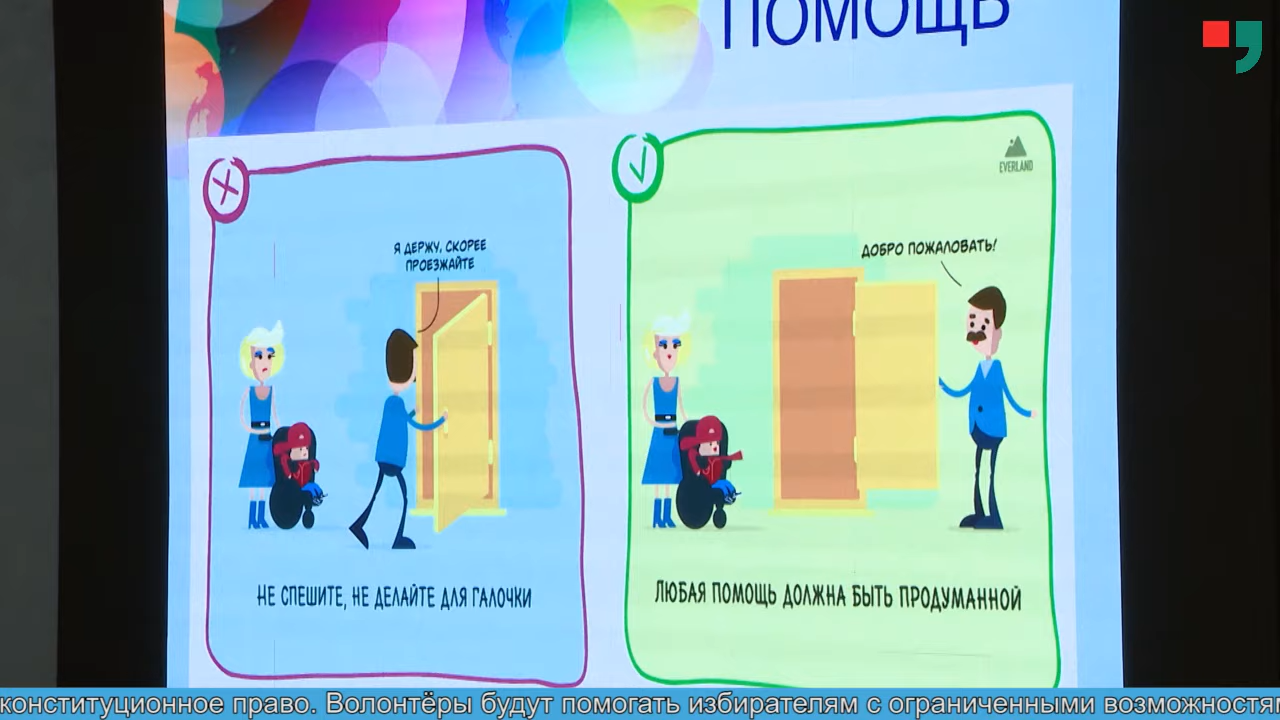 ПОМОЩЬ
EVERLAND
Я ДЕРЖУ, СКОРЕЕ
ПРОЕЗЖАЙТЕ
ДОБРО ПОЖАЛОВАТЬ!
НЕ СПЕШИТЕ, НЕ ДЕЛАЙТЕ ДЛЯ ГАЛОЧКИ
ЛЮБАЯ ПОМОЩЬ ДОЛЖНА БЫТЬ ПРОДУМАННОЙ
конституционное право. Волонтёры будут помогать избирателям с ограниченными